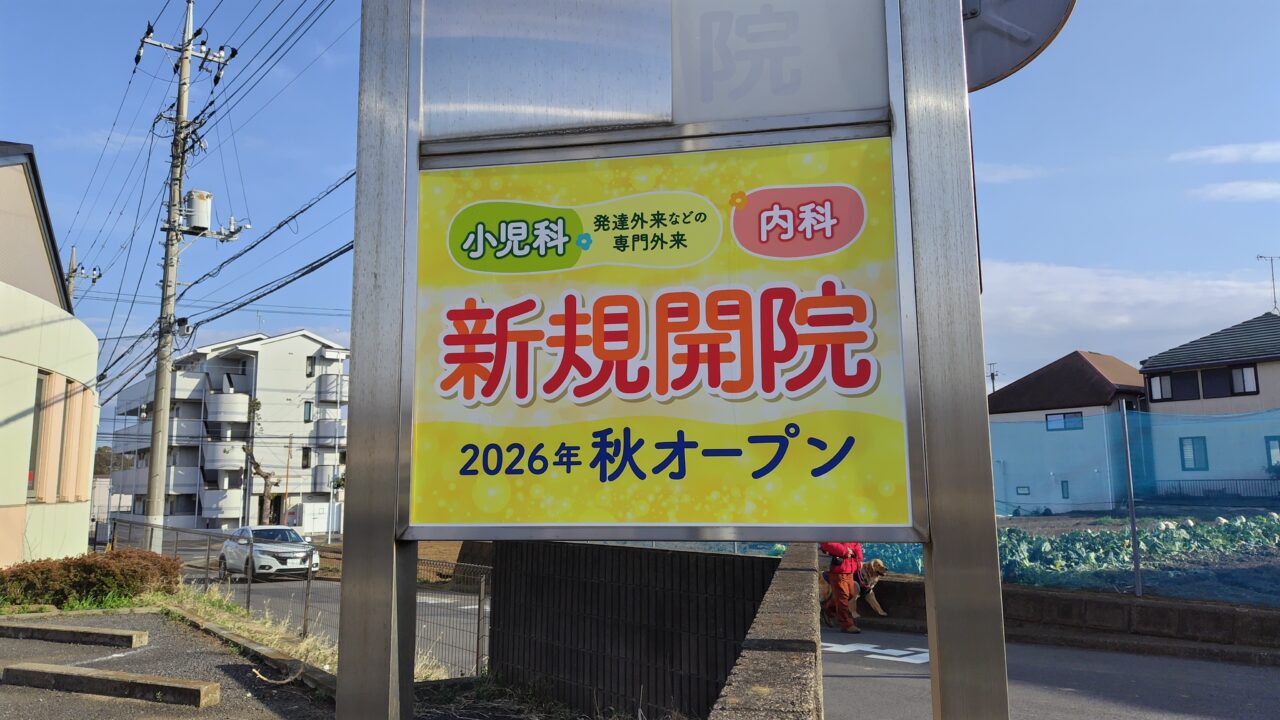 院
小児科
発達外来などの
専門外来
内科
新規開院
2026年 秋オープン